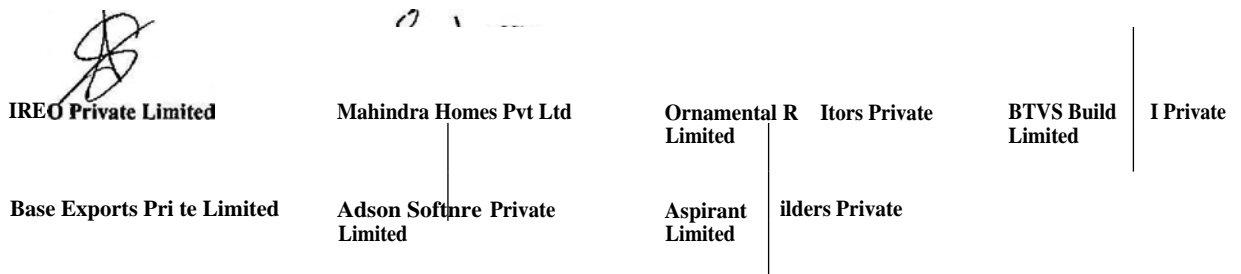 IREO Private Limited
Mahindra Homes Pvt Ltd
Ornamental R Itors Private
Limited
BTVS Build I Private
Limited
Base Exports Pri te Limited
Adson Softnre Private
Limited
Aspirant ilders Private
Limited